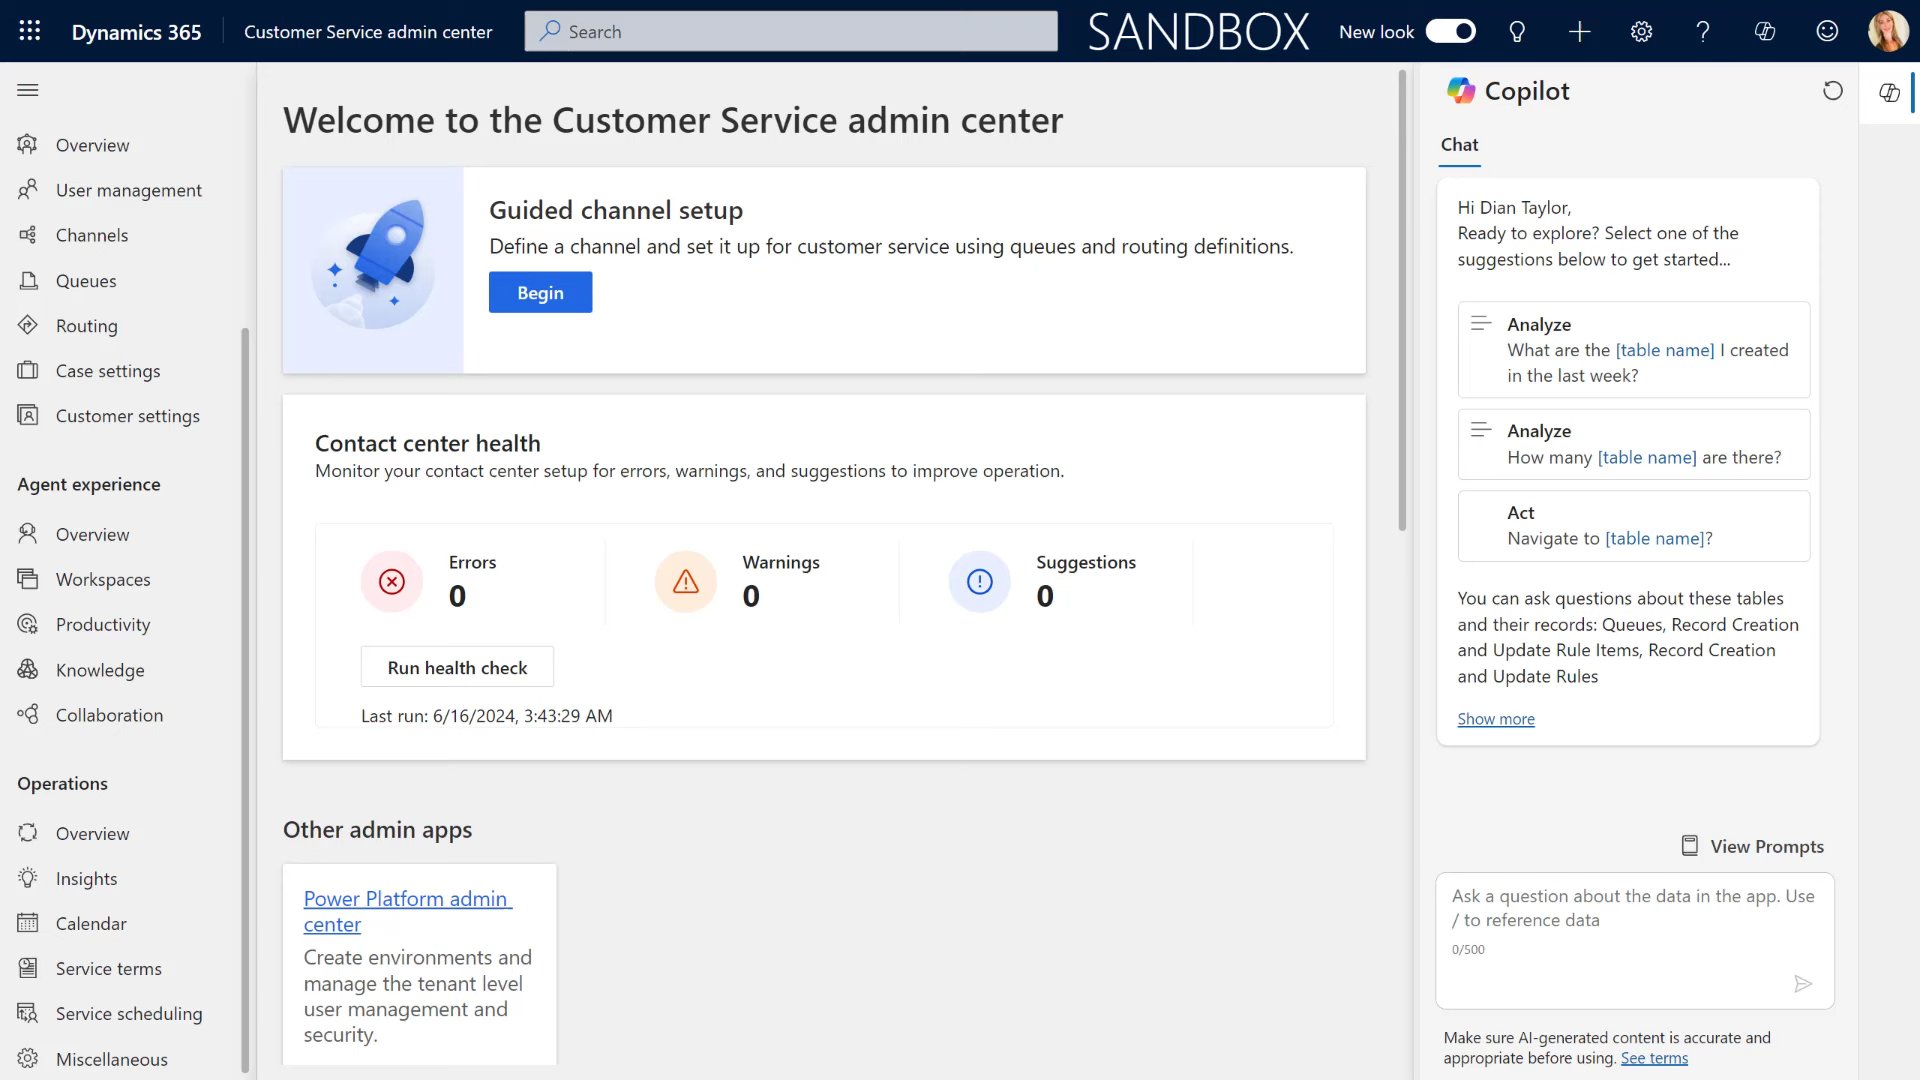 Dynamics 365
Customer Service admin center
Search
SANDBOX
New look
Overview
User management
Channels
Queues
Routing
Case settings
Customer settings
Agent experience
Overview
Workspaces
Productivity
Knowledge
Collaboration
Operations
Overview
Insights
Calendar
Service terms
Service scheduling
Miscellaneous
Welcome to the Customer Service admin center
Guided channel setup
Define a channel and set it up for customer service using queues and routing definitions.
Begin
Contact center health
Monitor your contact center setup for errors, warnings, and suggestions to improve operation.
Errors
0
Warnings
0
Suggestions
0
Run health check
Last run: 6/16/2024, 3:43:29 AM
Other admin apps
Power Platform admin
center
Create environments and
manage the tenant level
user management and
security.
Copilot
Chat
Hi Dian Taylor,
Ready to explore? Select one of the
suggestions below to get started...
Analyze
What are the [table name] I created
in the last week?
Analyze
How many [table name] are there?
Act
Navigate to [table name]?
You can ask questions about these tables
and their records: Queues, Record Creation
and Update Rule Items, Record Creation
and Update Rules
Show more
View Prompts
Ask a question about the data in the app. Use
/ to reference data
0/500
Make sure AI-generated content is accurate and
appropriate before using. See terms